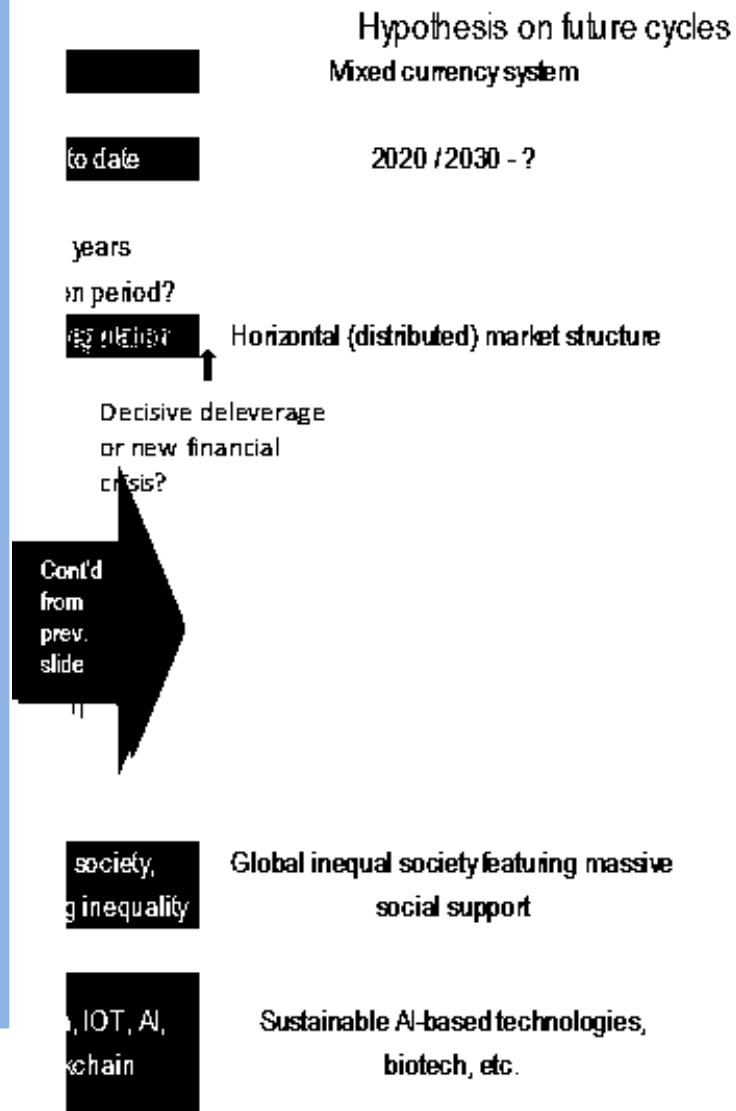 Hypothesis on future cycles
Mixed currency system
to date 2020 / 2030 - ?
years
on period?
Horizontal (distributed) market structure
Decisive deleverage
or new financial
crisis?
Cont'd
from
prev.
slide
society, Global inequal society featuring massive
g inequality social support
, IOT, AI, Sustainable AI-based technologies,
kchain biotech, etc.